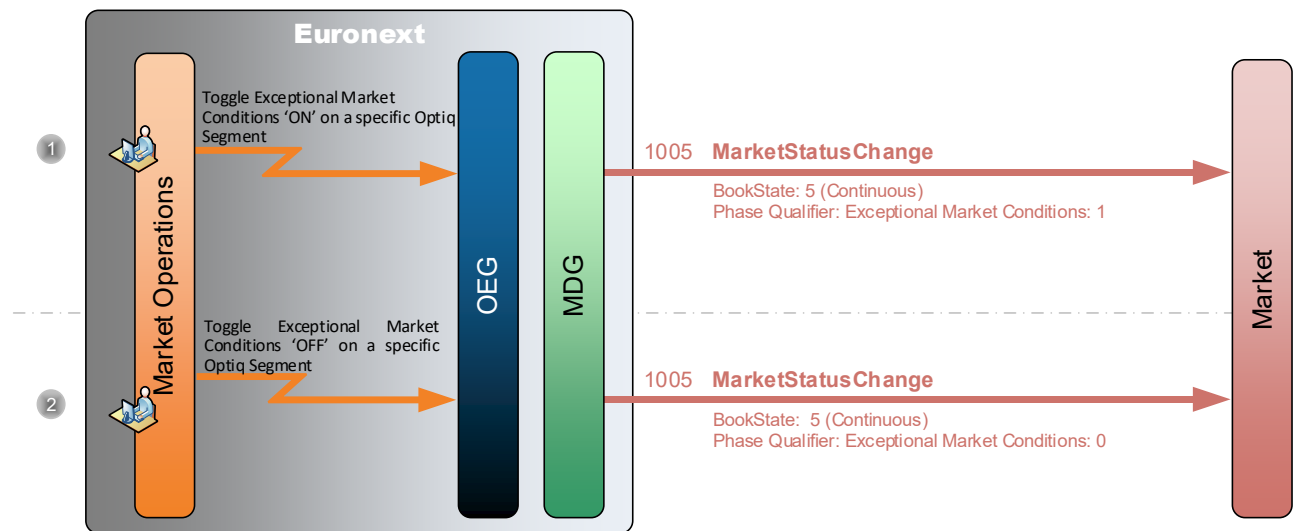 Euronext
Toggle Exceptional Market
Conditions ‘ON’ on a specific Optiq
Segment
1
1005 MarketStatusChange
BookState: 5 (Continuous)
Phase Qualifier: Exceptional Market Conditions: 1
Market Operations
OEG
MDG
Market
Toggle Exceptional Market
Conditions ‘OFF’ on a specific
Optiq Segment
2
1005 MarketStatusChange
BookState: 5 (Continuous)
Phase Qualifier: Exceptional Market Conditions: 0